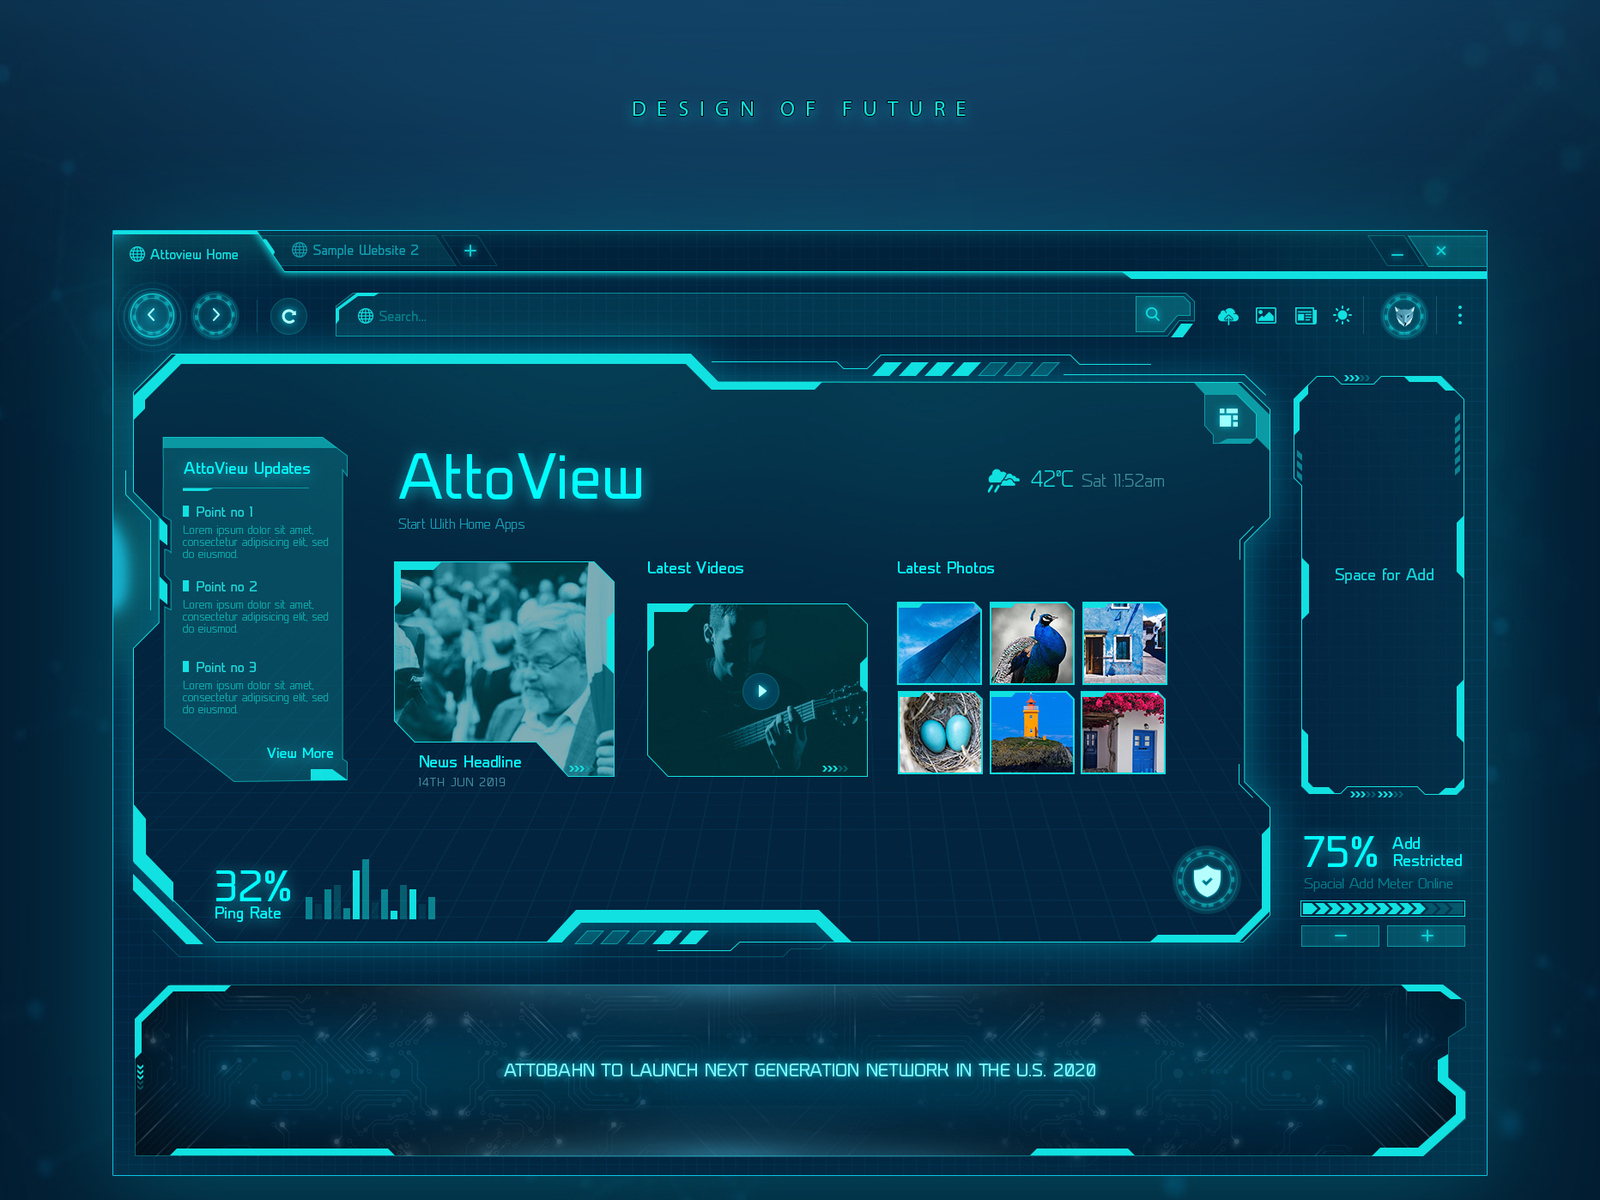 DESIGN OF FUTURE
Attoview Home
Sample Website 2
Search...
AttoView Updates
Point no 1
Lorem ipsum dolor sit amet,
consectetur adipisicing elit, sed
do eiusmod.
Point no 2
Lorem ipsum dolor sit amet,
consectetur adipisicing elit, sed
do eiusmod.
Point no 3
Lorem ipsum dolor sit amet,
consectetur adipisicing elit, sed
do eiusmod.
View More
AttoView
Start With Home Apps
42°C Sat 11:52am
News Headline
14TH JUN 2019
Latest Videos
Latest Photos
32%
Ping Rate
Space for Add
75%
Add
Restricted
Spacial Add Meter Online
ATTOBAHN TO LAUNCH NEXT GENERATION NETWORK IN THE U.S. 2020